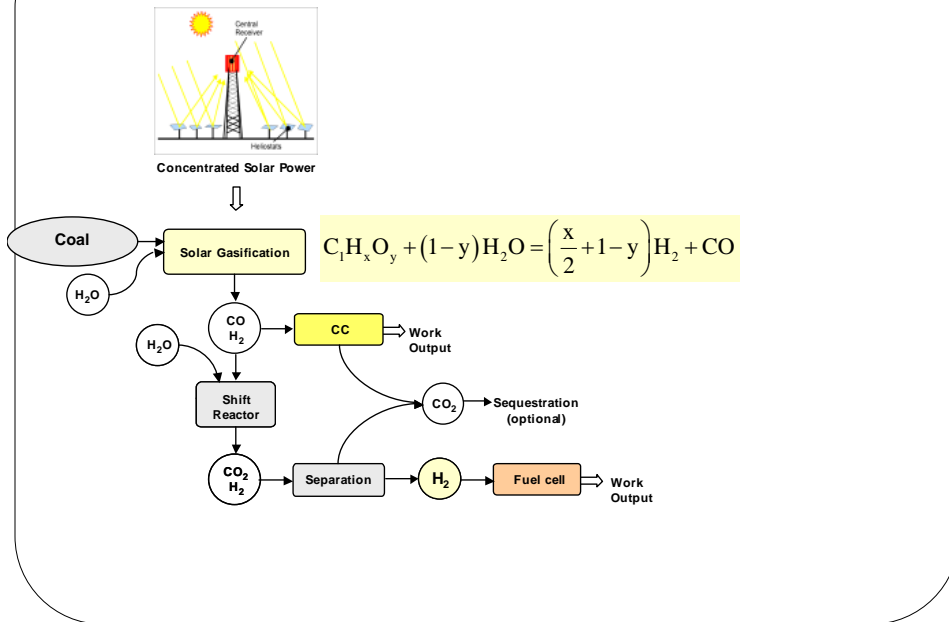 Central
Receiver
Heliostats
Concentrated Solar Power
Coal
Solar Gasification
C₁HₓOᵧ + (1 − y) H₂O = (x/2 + 1 − y) H₂ + CO
H₂O
CO
H₂
CC
Work
Output
H₂O
Shift
Reactor
CO₂
Sequestration
(optional)
CO₂
H₂
Separation
H₂
Fuel cell
Work
Output